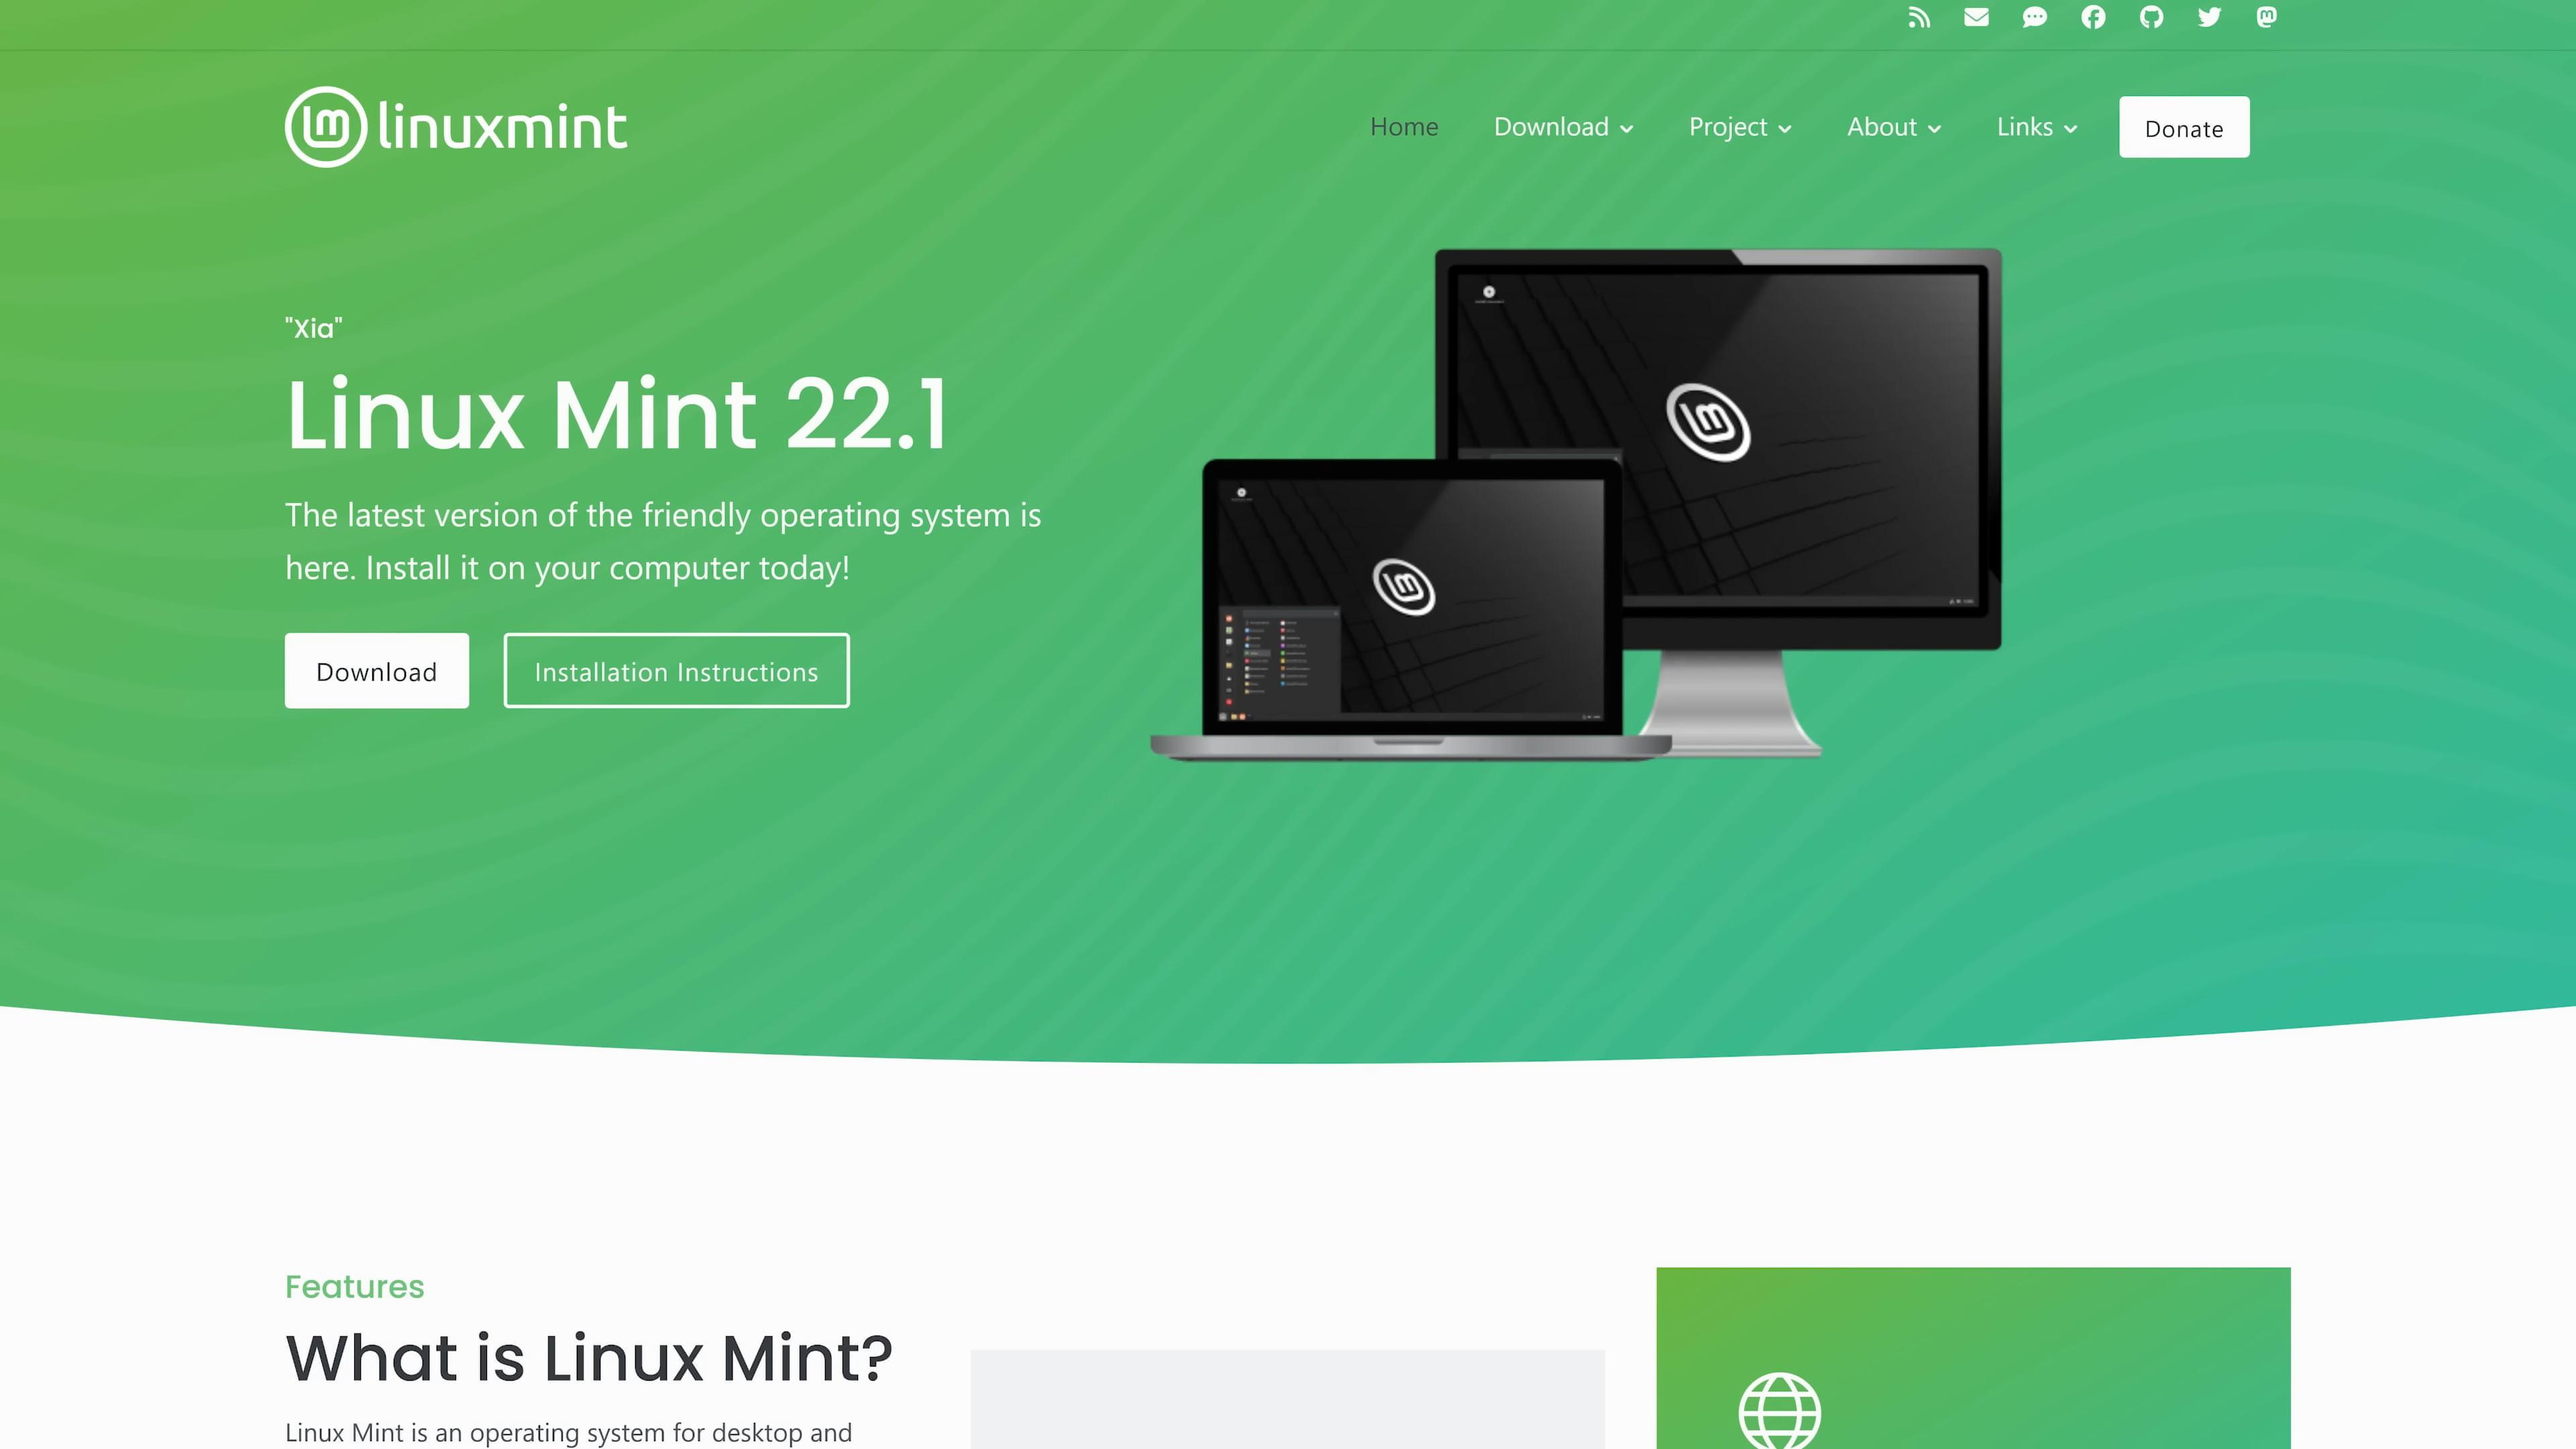 linuxmint
Home Download Project About Links Donate
"Xia"
Linux Mint 22.1
The latest version of the friendly operating system is
here. Install it on your computer today!
Download Installation Instructions
Features
What is Linux Mint?
Linux Mint is an operating system for desktop and